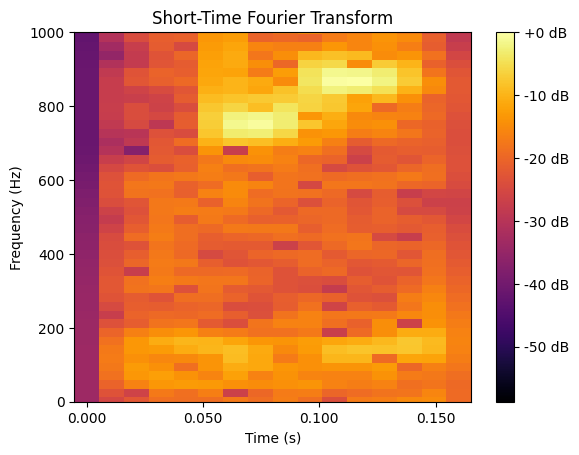 Short-Time Fourier Transform
1000
800
600
400
200
0
Frequency (Hz)
0.000
0.050
0.100
0.150
Time (s)
+0 dB
-10 dB
-20 dB
-30 dB
-40 dB
-50 dB